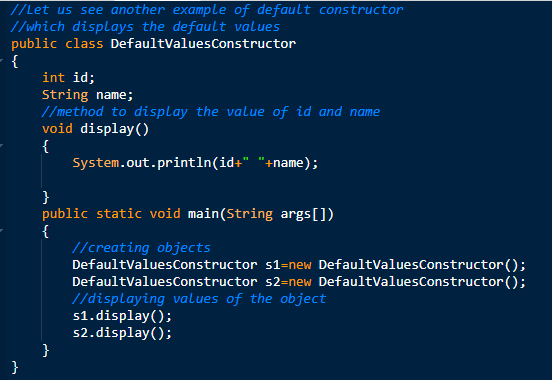 //Let us see another example of default constructor
//which displays the default values
public class DefaultValuesConstructor
{
int id;
String name;
//method to display the value of id and name
void display()
{
System.out.println(id+" "+name);
}
public static void main(String args[])
{
//creating objects
DefaultValuesConstructor s1=new DefaultValuesConstructor();
DefaultValuesConstructor s2=new DefaultValuesConstructor();
//displaying values of the object
s1.display();
s2.display();
}
}